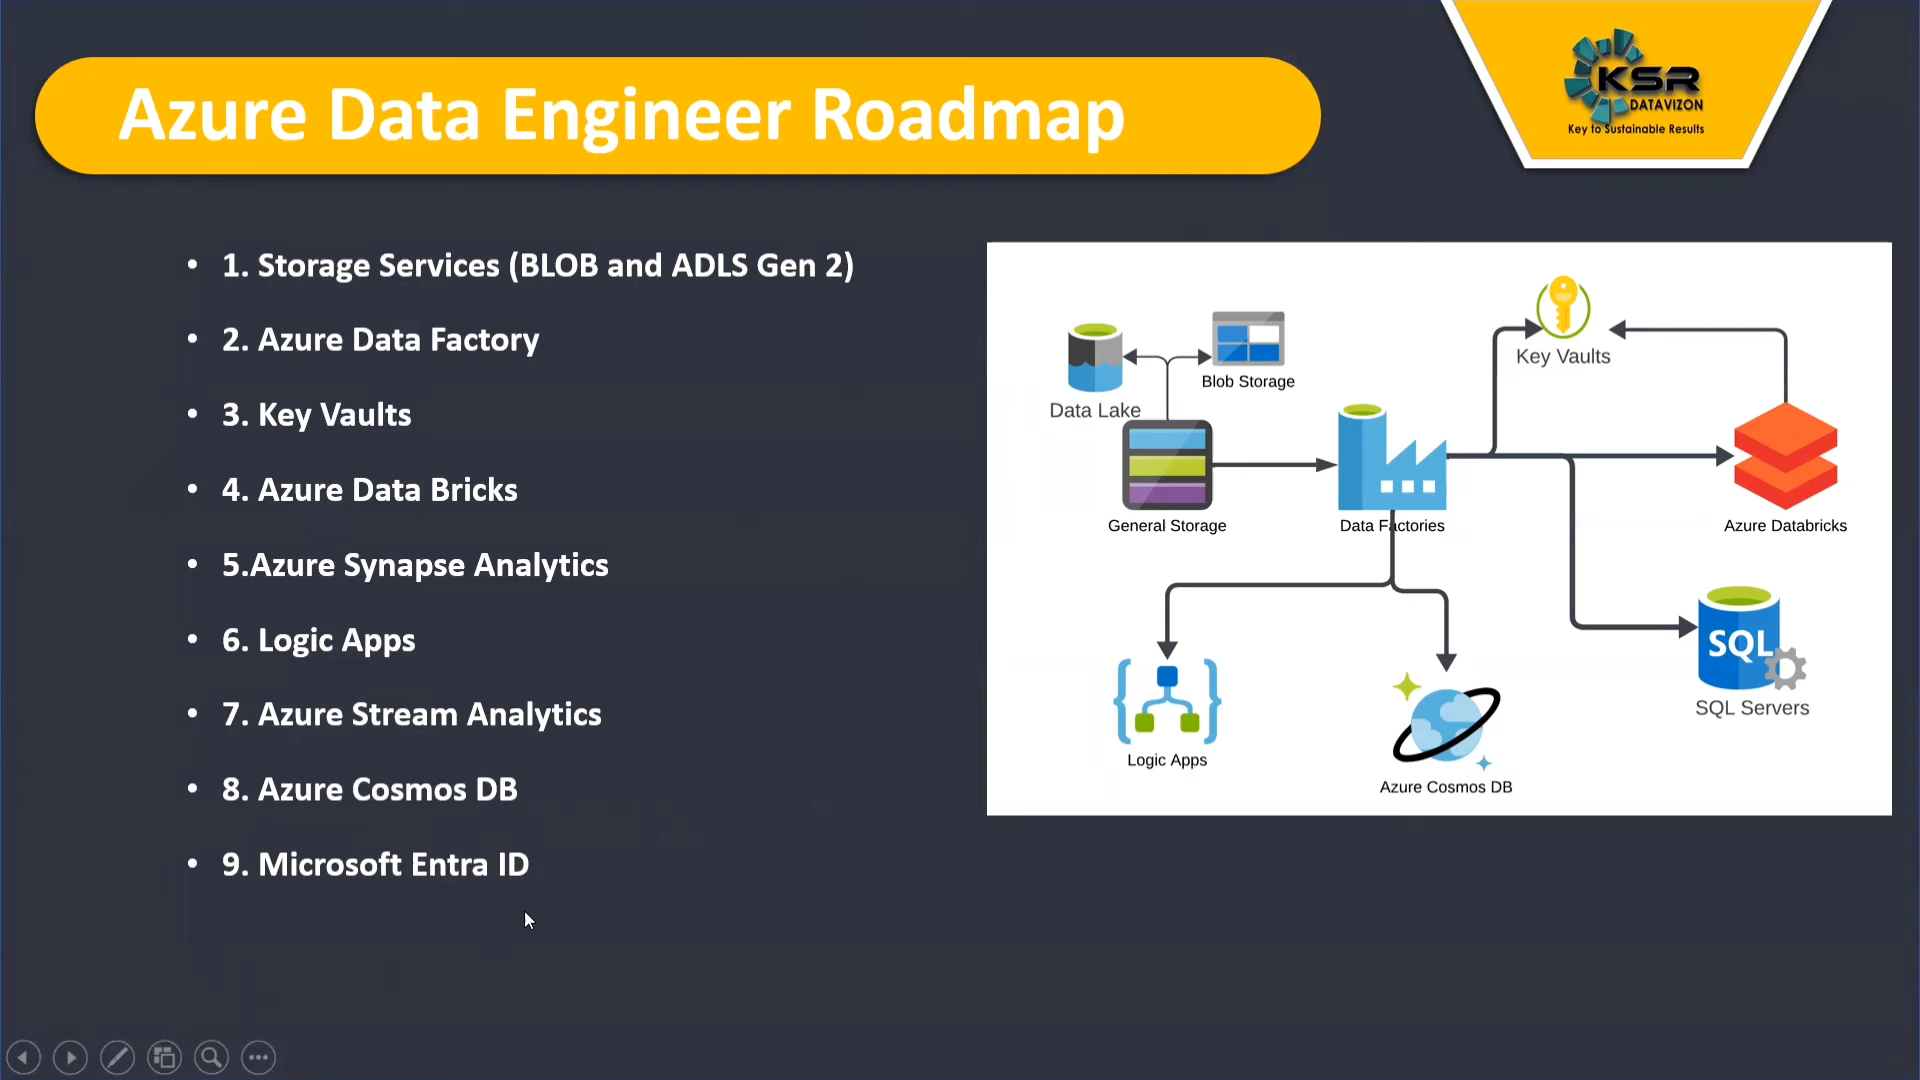 Azure Data Engineer Roadmap
KSR
DATAVIZON
Key to Sustainable Results
• 1. Storage Services (BLOB and ADLS Gen 2)
• 2. Azure Data Factory
• 3. Key Vaults
• 4. Azure Data Bricks
• 5.Azure Synapse Analytics
• 6. Logic Apps
• 7. Azure Stream Analytics
• 8. Azure Cosmos DB
• 9. Microsoft Entra ID
Key Vaults
Blob Storage
Data Lake
General Storage
Data Factories
Azure Databricks
SQL
SQL Servers
Logic Apps
Azure Cosmos DB